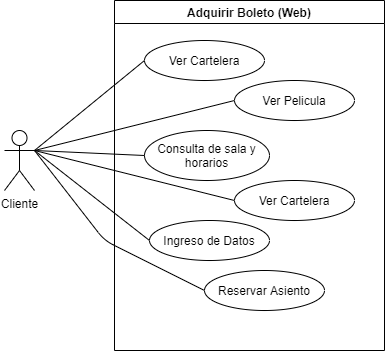 Adquirir Boleto (Web)
Ver Cartelera
Ver Pelicula
Consulta de sala y
horarios
Ver Cartelera
Cliente
Ingreso de Datos
Reservar Asiento